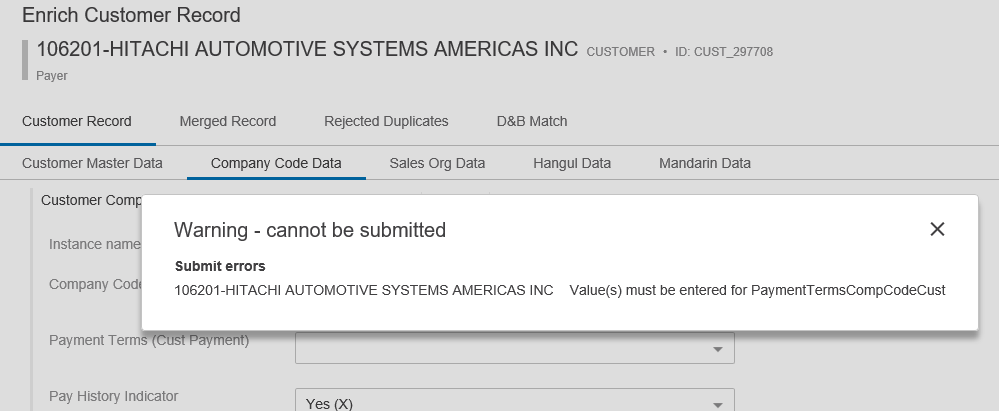 Enrich Customer Record
106201-HITACHI AUTOMOTIVE SYSTEMS AMERICAS INC CUSTOMER • ID: CUST_297708
Payer
Customer Record Merged Record Rejected Duplicates D&B Match
Customer Master Data Company Code Data Sales Org Data Hangul Data Mandarin Data
Customer Comp
Warning - cannot be submitted
Instance name
Submit errors
Company Code
106201-HITACHI AUTOMOTIVE SYSTEMS AMERICAS INC Value(s) must be entered for PaymentTermsCompCodeCust
Payment Terms (Cust Payment)
Pay History Indicator Yes (X)